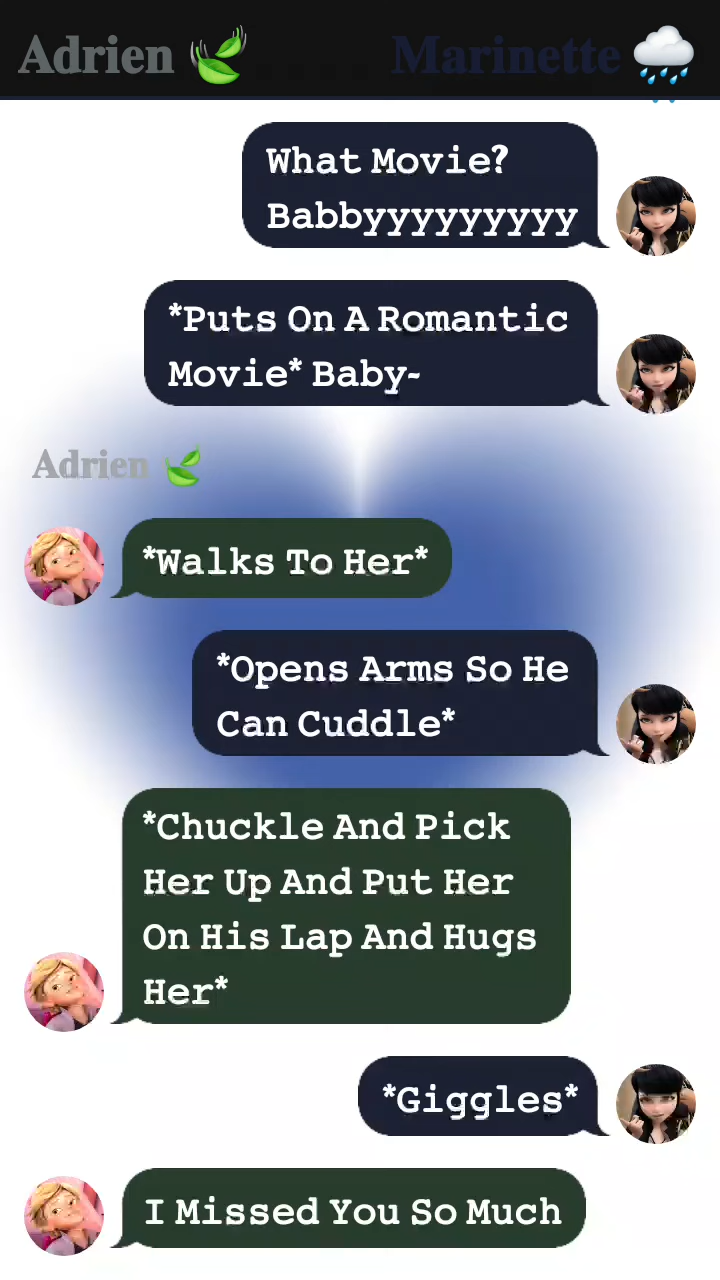 Adrien 🍃 Marinette 🌧️
What Movie?
Babbyyyyyyyyyy
*Puts On A Romantic
Movie* Baby~
Adrien 🍃
*Walks To Her*
*Opens Arms So He
Can Cuddle*
*Chuckle And Pick
Her Up And Put Her
On His Lap And Hugs
Her*
*Giggles*
I Missed You So Much